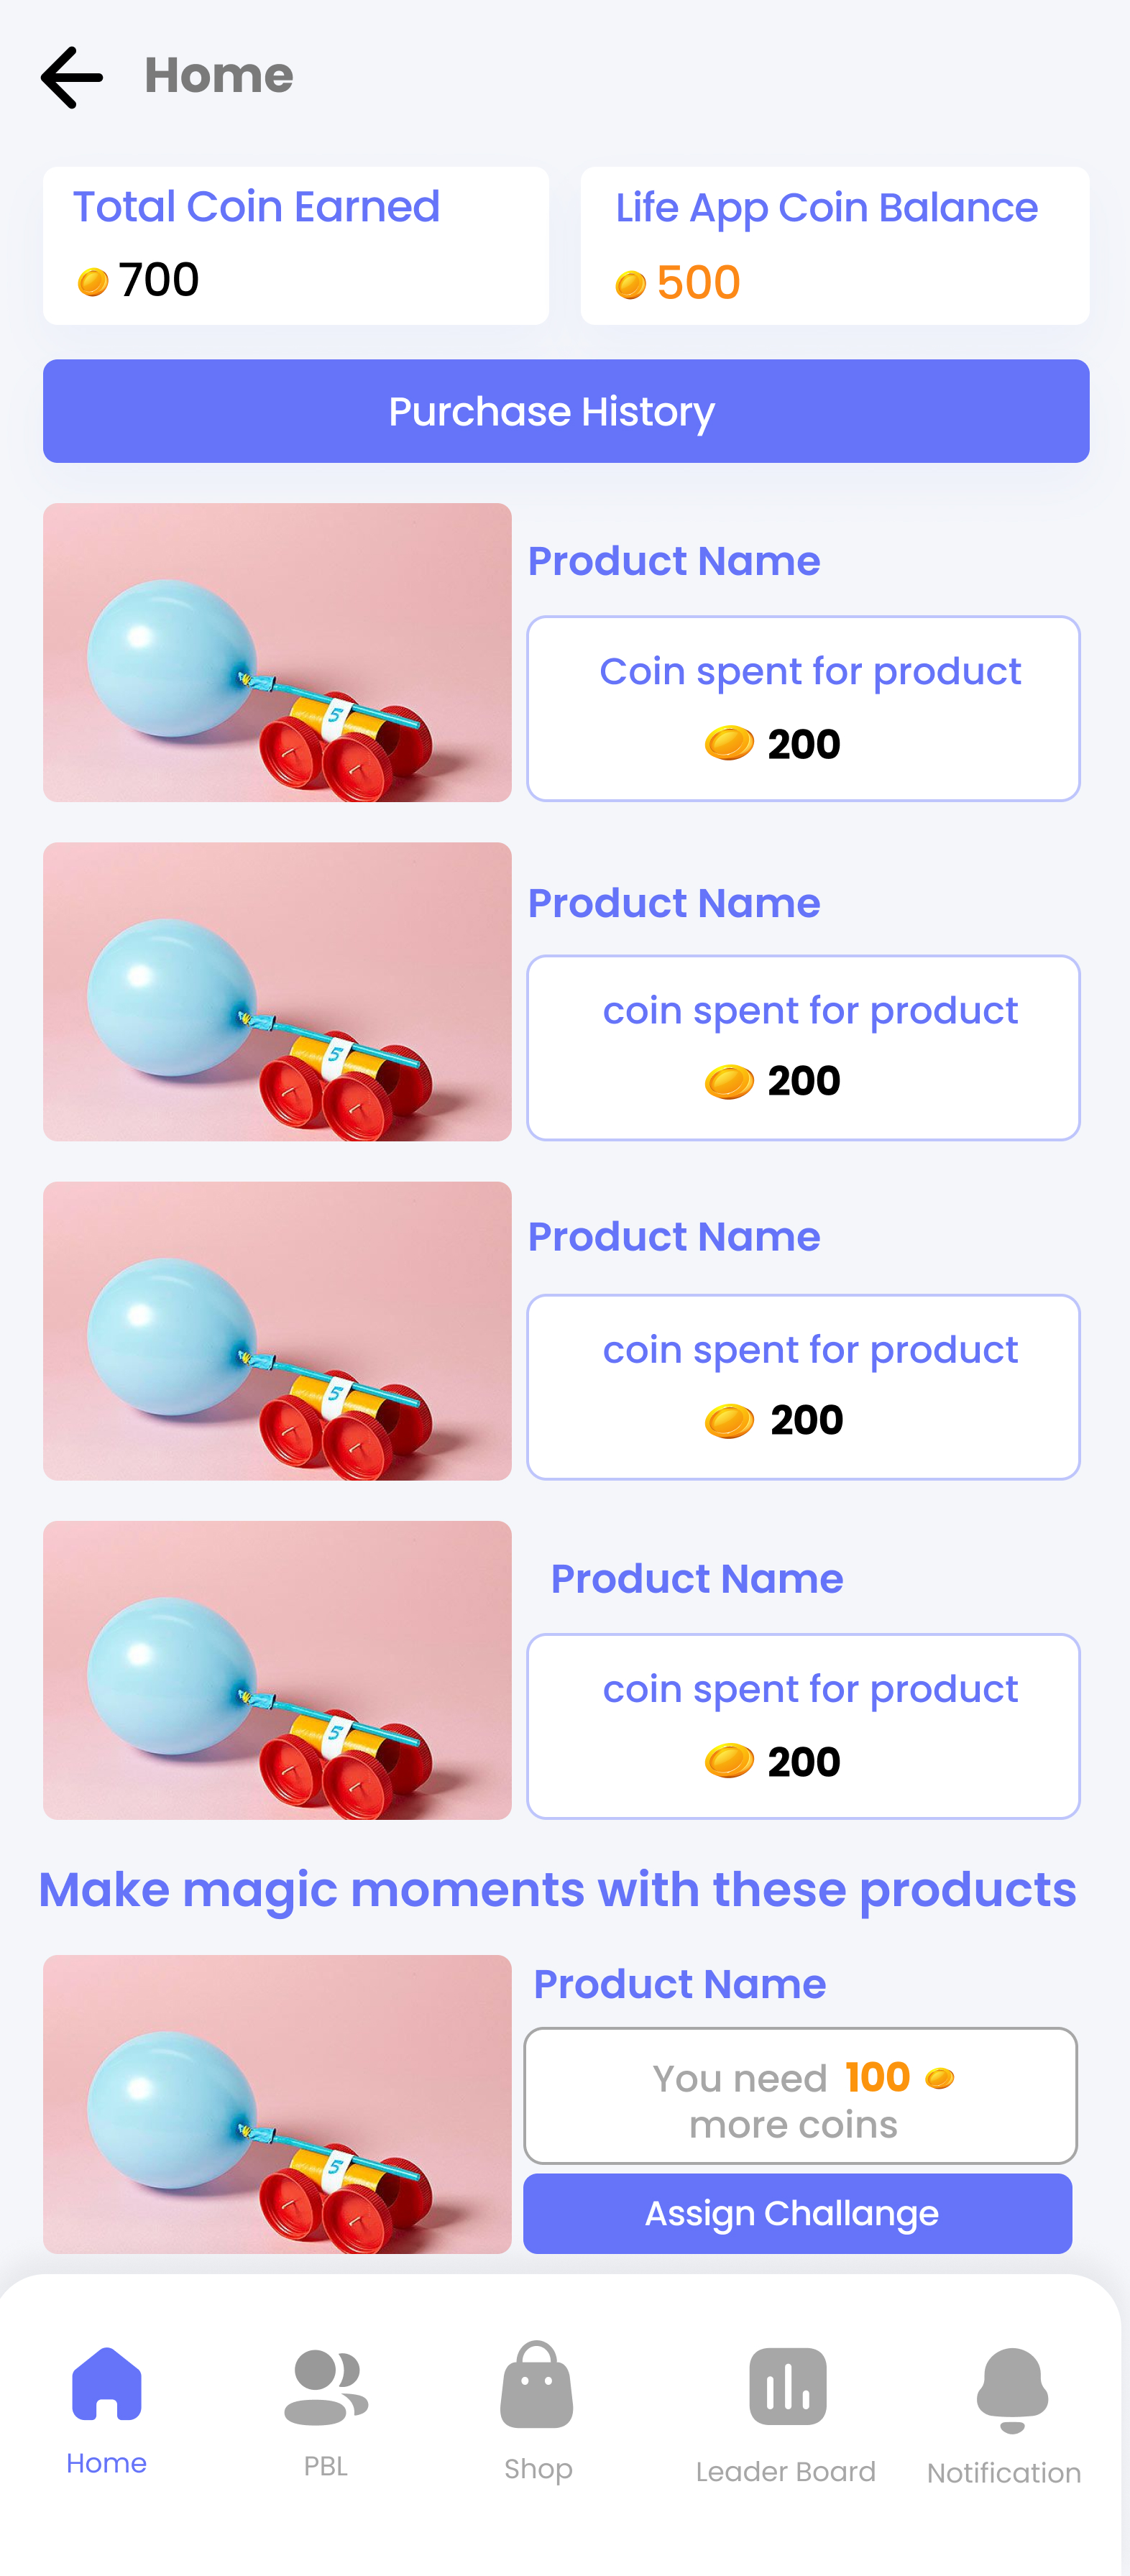 Home
Total Coin Earned
700
Life App Coin Balance
500
Purchase History
5
Product Name
Coin spent for product
200
5
Product Name
coin spent for product
200
5
Product Name
coin spent for product
200
5
Product Name
coin spent for product
200
Make magic moments with these products
5
Product Name
You need 100
more coins
Assign Challange
Home
PBL
Shop
Leader Board
Notification